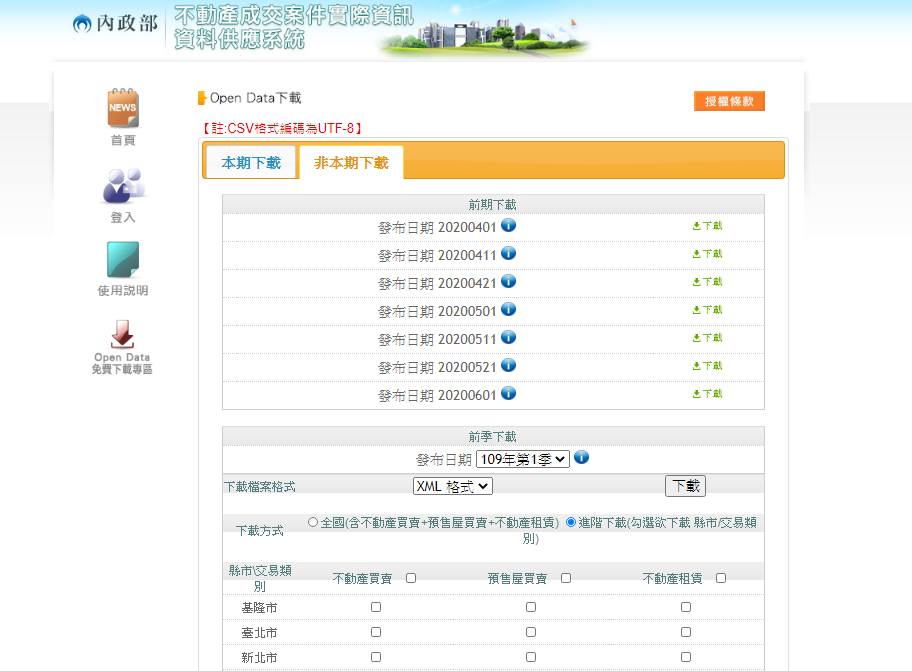 內政部
不動產成交案件實際資訊
資料供應系統
NEWS
首頁
登入
使用說明
Open Data
免費下載專區
Open Data下載
授權條款
【註:CSV格式編碼為UTF-8】
本期下載
非本期下載
前期下載
發布日期 20200401 i 下載
發布日期 20200411 i 下載
發布日期 20200421 i 下載
發布日期 20200501 i 下載
發布日期 20200511 i 下載
發布日期 20200521 i 下載
發布日期 20200601 i 下載
前季下載
發布日期 109年第1季 i
下載檔案格式 XML 格式 下載
下載方式
全國(含不動產買賣+預售屋買賣+不動產租賃) 進階下載(勾選欲下載 縣市/交易類
別)
縣市\交易類
別
不動產買賣 預售屋買賣 不動產租賃
基隆市
臺北市
新北市